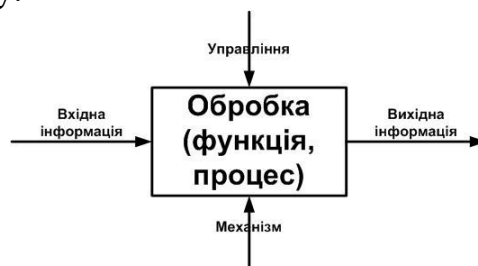 у.
Управління
Вхідна
інформація
Обробка
(функція,
процес)
Вихідна
інформація
Механізм